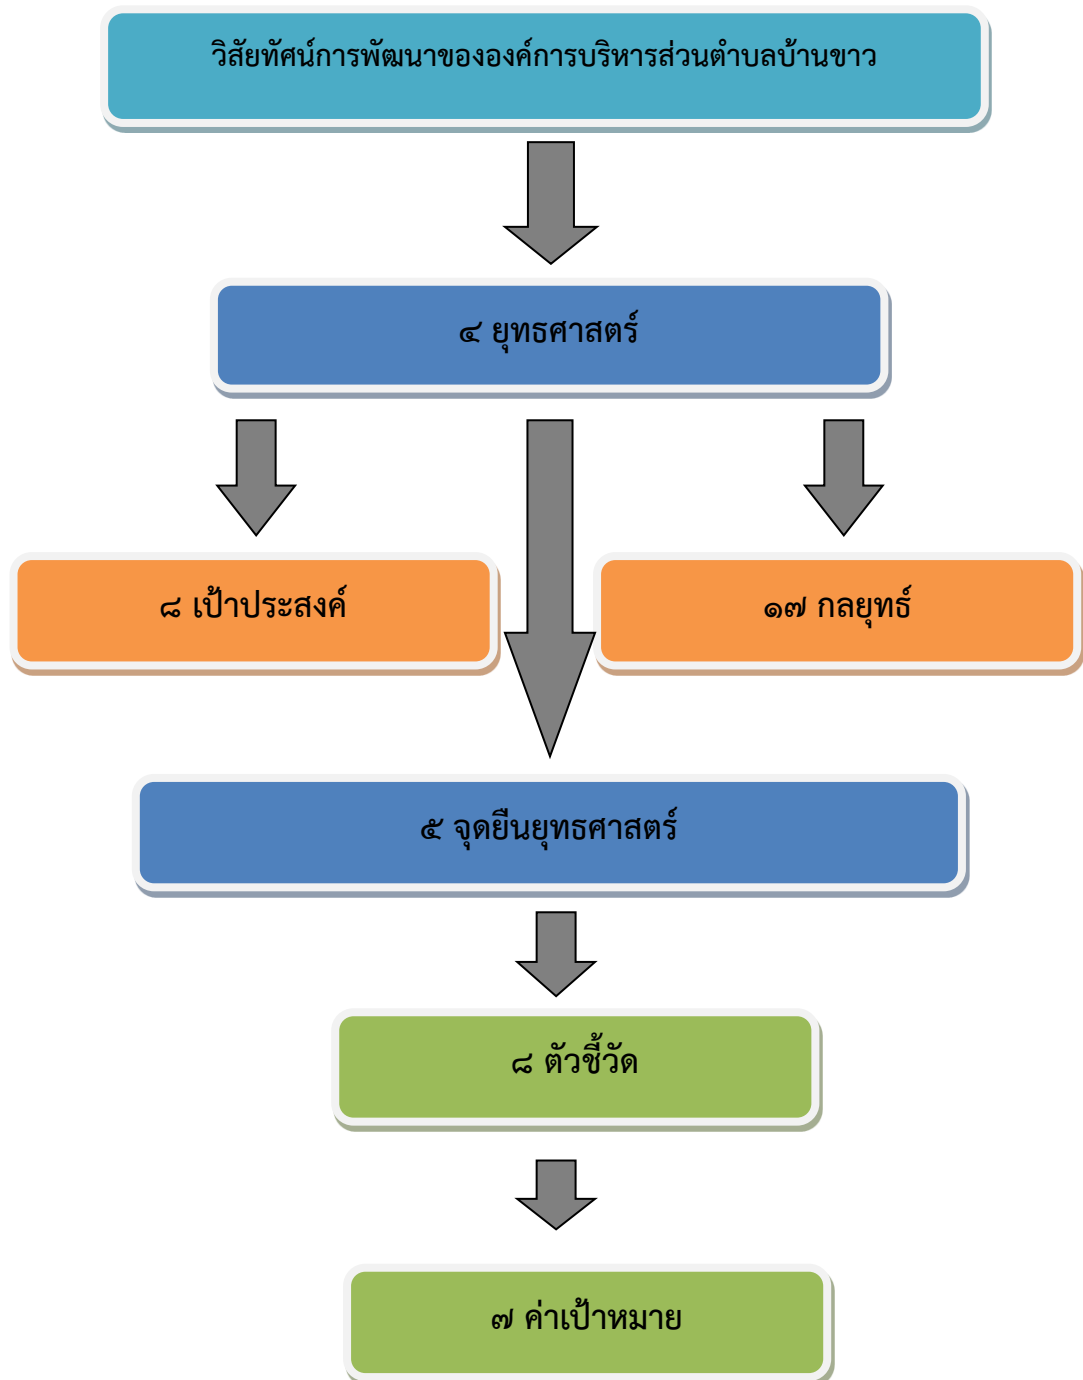 วิสัยทัศน์การพัฒนาขององค์การบริหารส่วนตำบลบ้านขาว
๔ ยุทธศาสตร์
๘ เป้าประสงค์
๑๗ กลยุทธ์
๕ จุดยืนยุทธศาสตร์
๘ ตัวชี้วัด
๗ ค่าเป้าหมาย